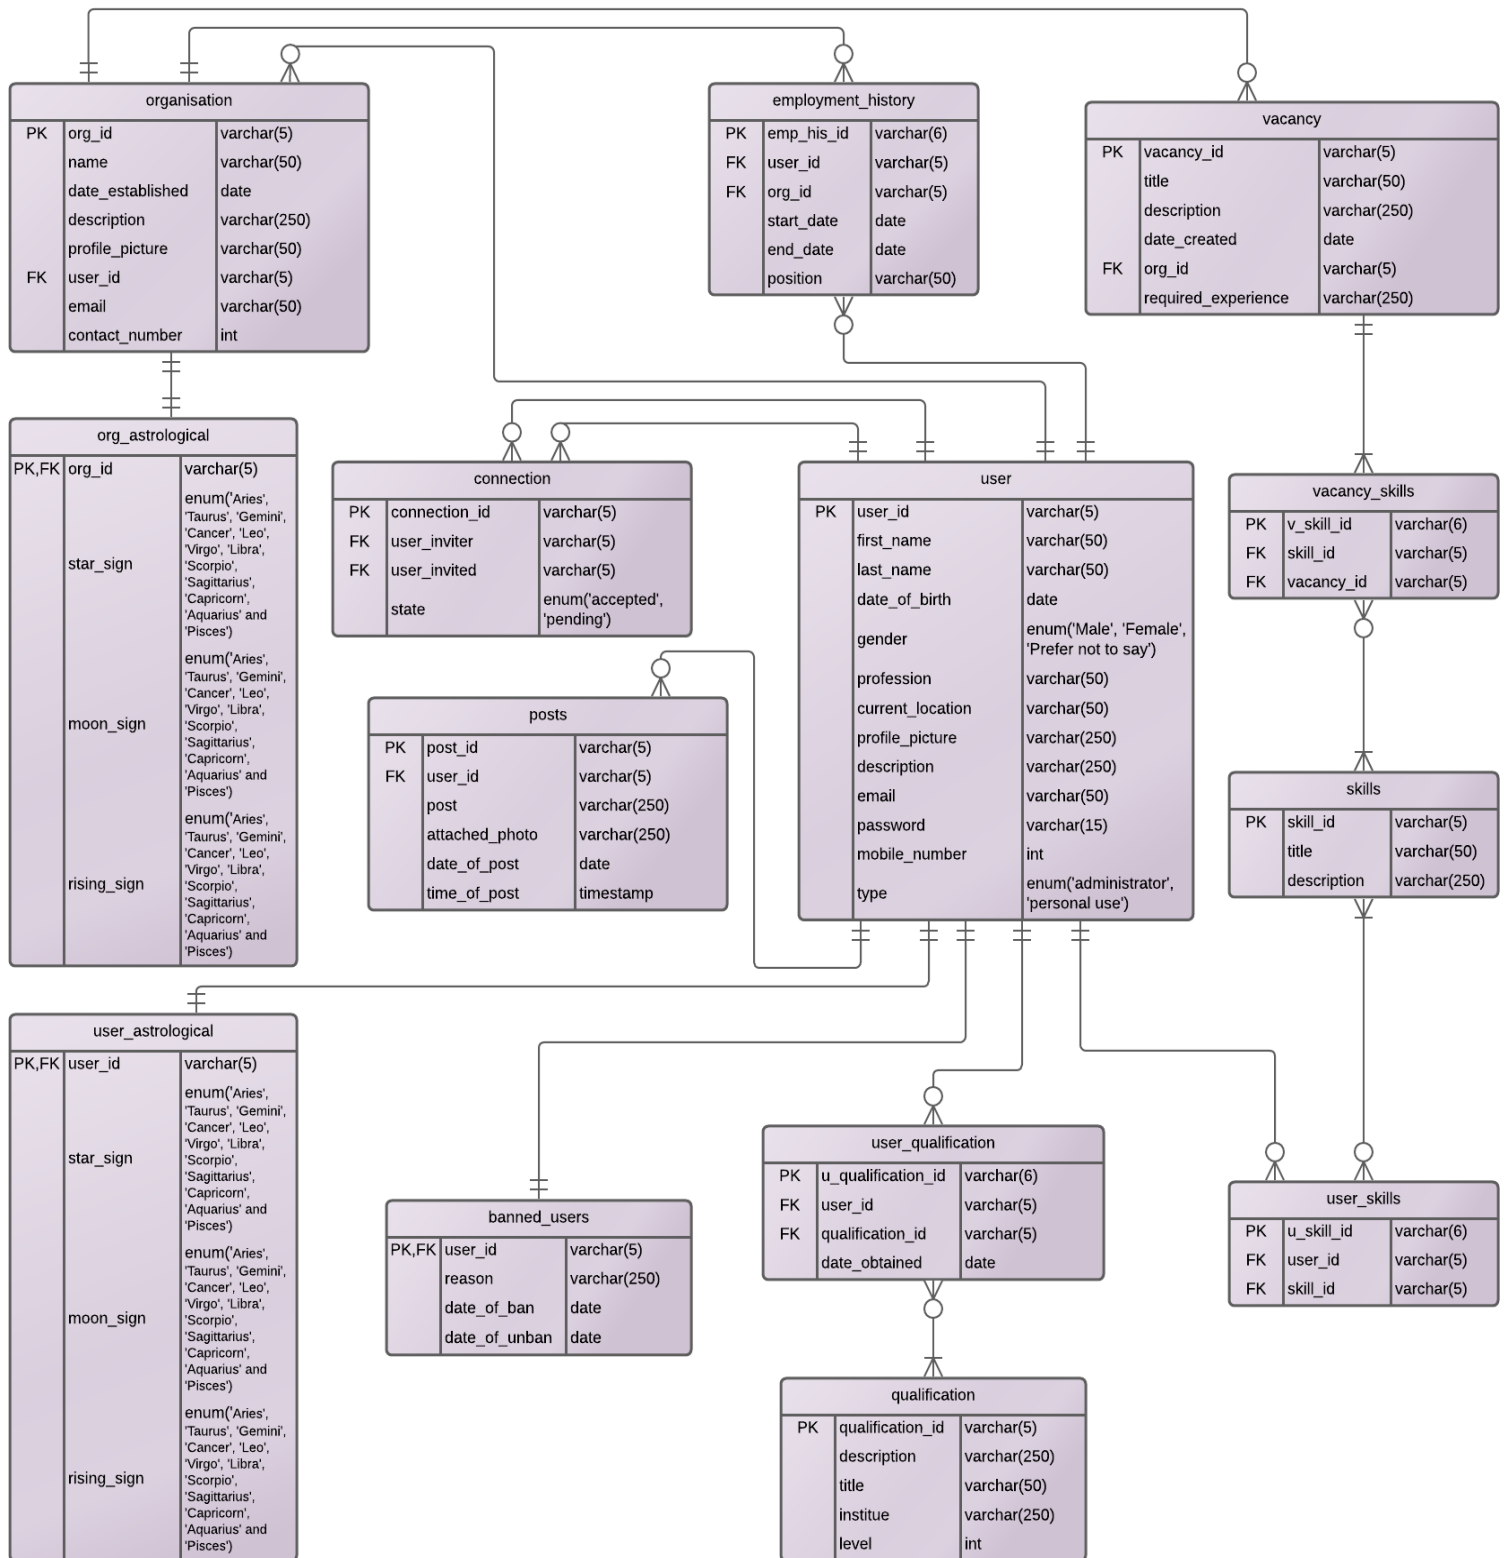 organisation
PK org_id varchar(5)
name varchar(50)
date_established date
description varchar(250)
profile_picture varchar(50)
FK user_id varchar(5)
email varchar(50)
contact_number int
employment_history
PK emp_his_id varchar(6)
FK user_id varchar(5)
FK org_id varchar(5)
start_date date
end_date date
position varchar(50)
vacancy
PK vacancy_id varchar(5)
title varchar(50)
description varchar(250)
date_created date
FK org_id varchar(5)
required_experience varchar(250)
org_astrological
PK,FK org_id varchar(5)
star_sign
enum('Aries',
'Taurus', 'Gemini',
'Cancer', 'Leo',
'Virgo', 'Libra',
'Scorpio',
'Sagittarius',
'Capricorn',
'Aquarius' and
'Pisces')
moon_sign
enum('Aries',
'Taurus', 'Gemini',
'Cancer', 'Leo',
'Virgo', 'Libra',
'Scorpio',
'Sagittarius',
'Capricorn',
'Aquarius' and
'Pisces')
rising_sign
enum('Aries',
'Taurus', 'Gemini',
'Cancer', 'Leo',
'Virgo', 'Libra',
'Scorpio',
'Sagittarius',
'Capricorn',
'Aquarius' and
'Pisces')
connection
PK connection_id varchar(5)
FK user_inviter varchar(5)
FK user_invited varchar(5)
state
enum('accepted',
'pending')
user
PK user_id varchar(5)
first_name varchar(50)
last_name varchar(50)
date_of_birth date
gender
enum('Male', 'Female',
'Prefer not to say')
profession varchar(50)
current_location varchar(50)
profile_picture varchar(250)
description varchar(250)
email varchar(50)
password varchar(15)
mobile_number int
type
enum('administrator',
'personal use')
vacancy_skills
PK v_skill_id varchar(6)
FK skill_id varchar(5)
FK vacancy_id varchar(5)
posts
PK post_id varchar(5)
FK user_id varchar(5)
post varchar(250)
attached_photo varchar(250)
date_of_post date
time_of_post timestamp
skills
PK skill_id varchar(5)
title varchar(50)
description varchar(250)
user_astrological
PK,FK user_id varchar(5)
star_sign
enum('Aries',
'Taurus', 'Gemini',
'Cancer', 'Leo',
'Virgo', 'Libra',
'Scorpio',
'Sagittarius',
'Capricorn',
'Aquarius' and
'Pisces')
moon_sign
enum('Aries',
'Taurus', 'Gemini',
'Cancer', 'Leo',
'Virgo', 'Libra',
'Scorpio',
'Sagittarius',
'Capricorn',
'Aquarius' and
'Pisces')
rising_sign
enum('Aries',
'Taurus', 'Gemini',
'Cancer', 'Leo',
'Virgo', 'Libra',
'Scorpio',
'Sagittarius',
'Capricorn',
'Aquarius' and
'Pisces')
banned_users
PK,FK user_id varchar(5)
reason varchar(250)
date_of_ban date
date_of_unban date
user_qualification
PK u_qualification_id varchar(6)
FK user_id varchar(5)
FK qualification_id varchar(5)
date_obtained date
user_skills
PK u_skill_id varchar(6)
FK user_id varchar(5)
FK skill_id varchar(5)
qualification
PK qualification_id varchar(5)
description varchar(250)
title varchar(50)
institue varchar(250)
level int